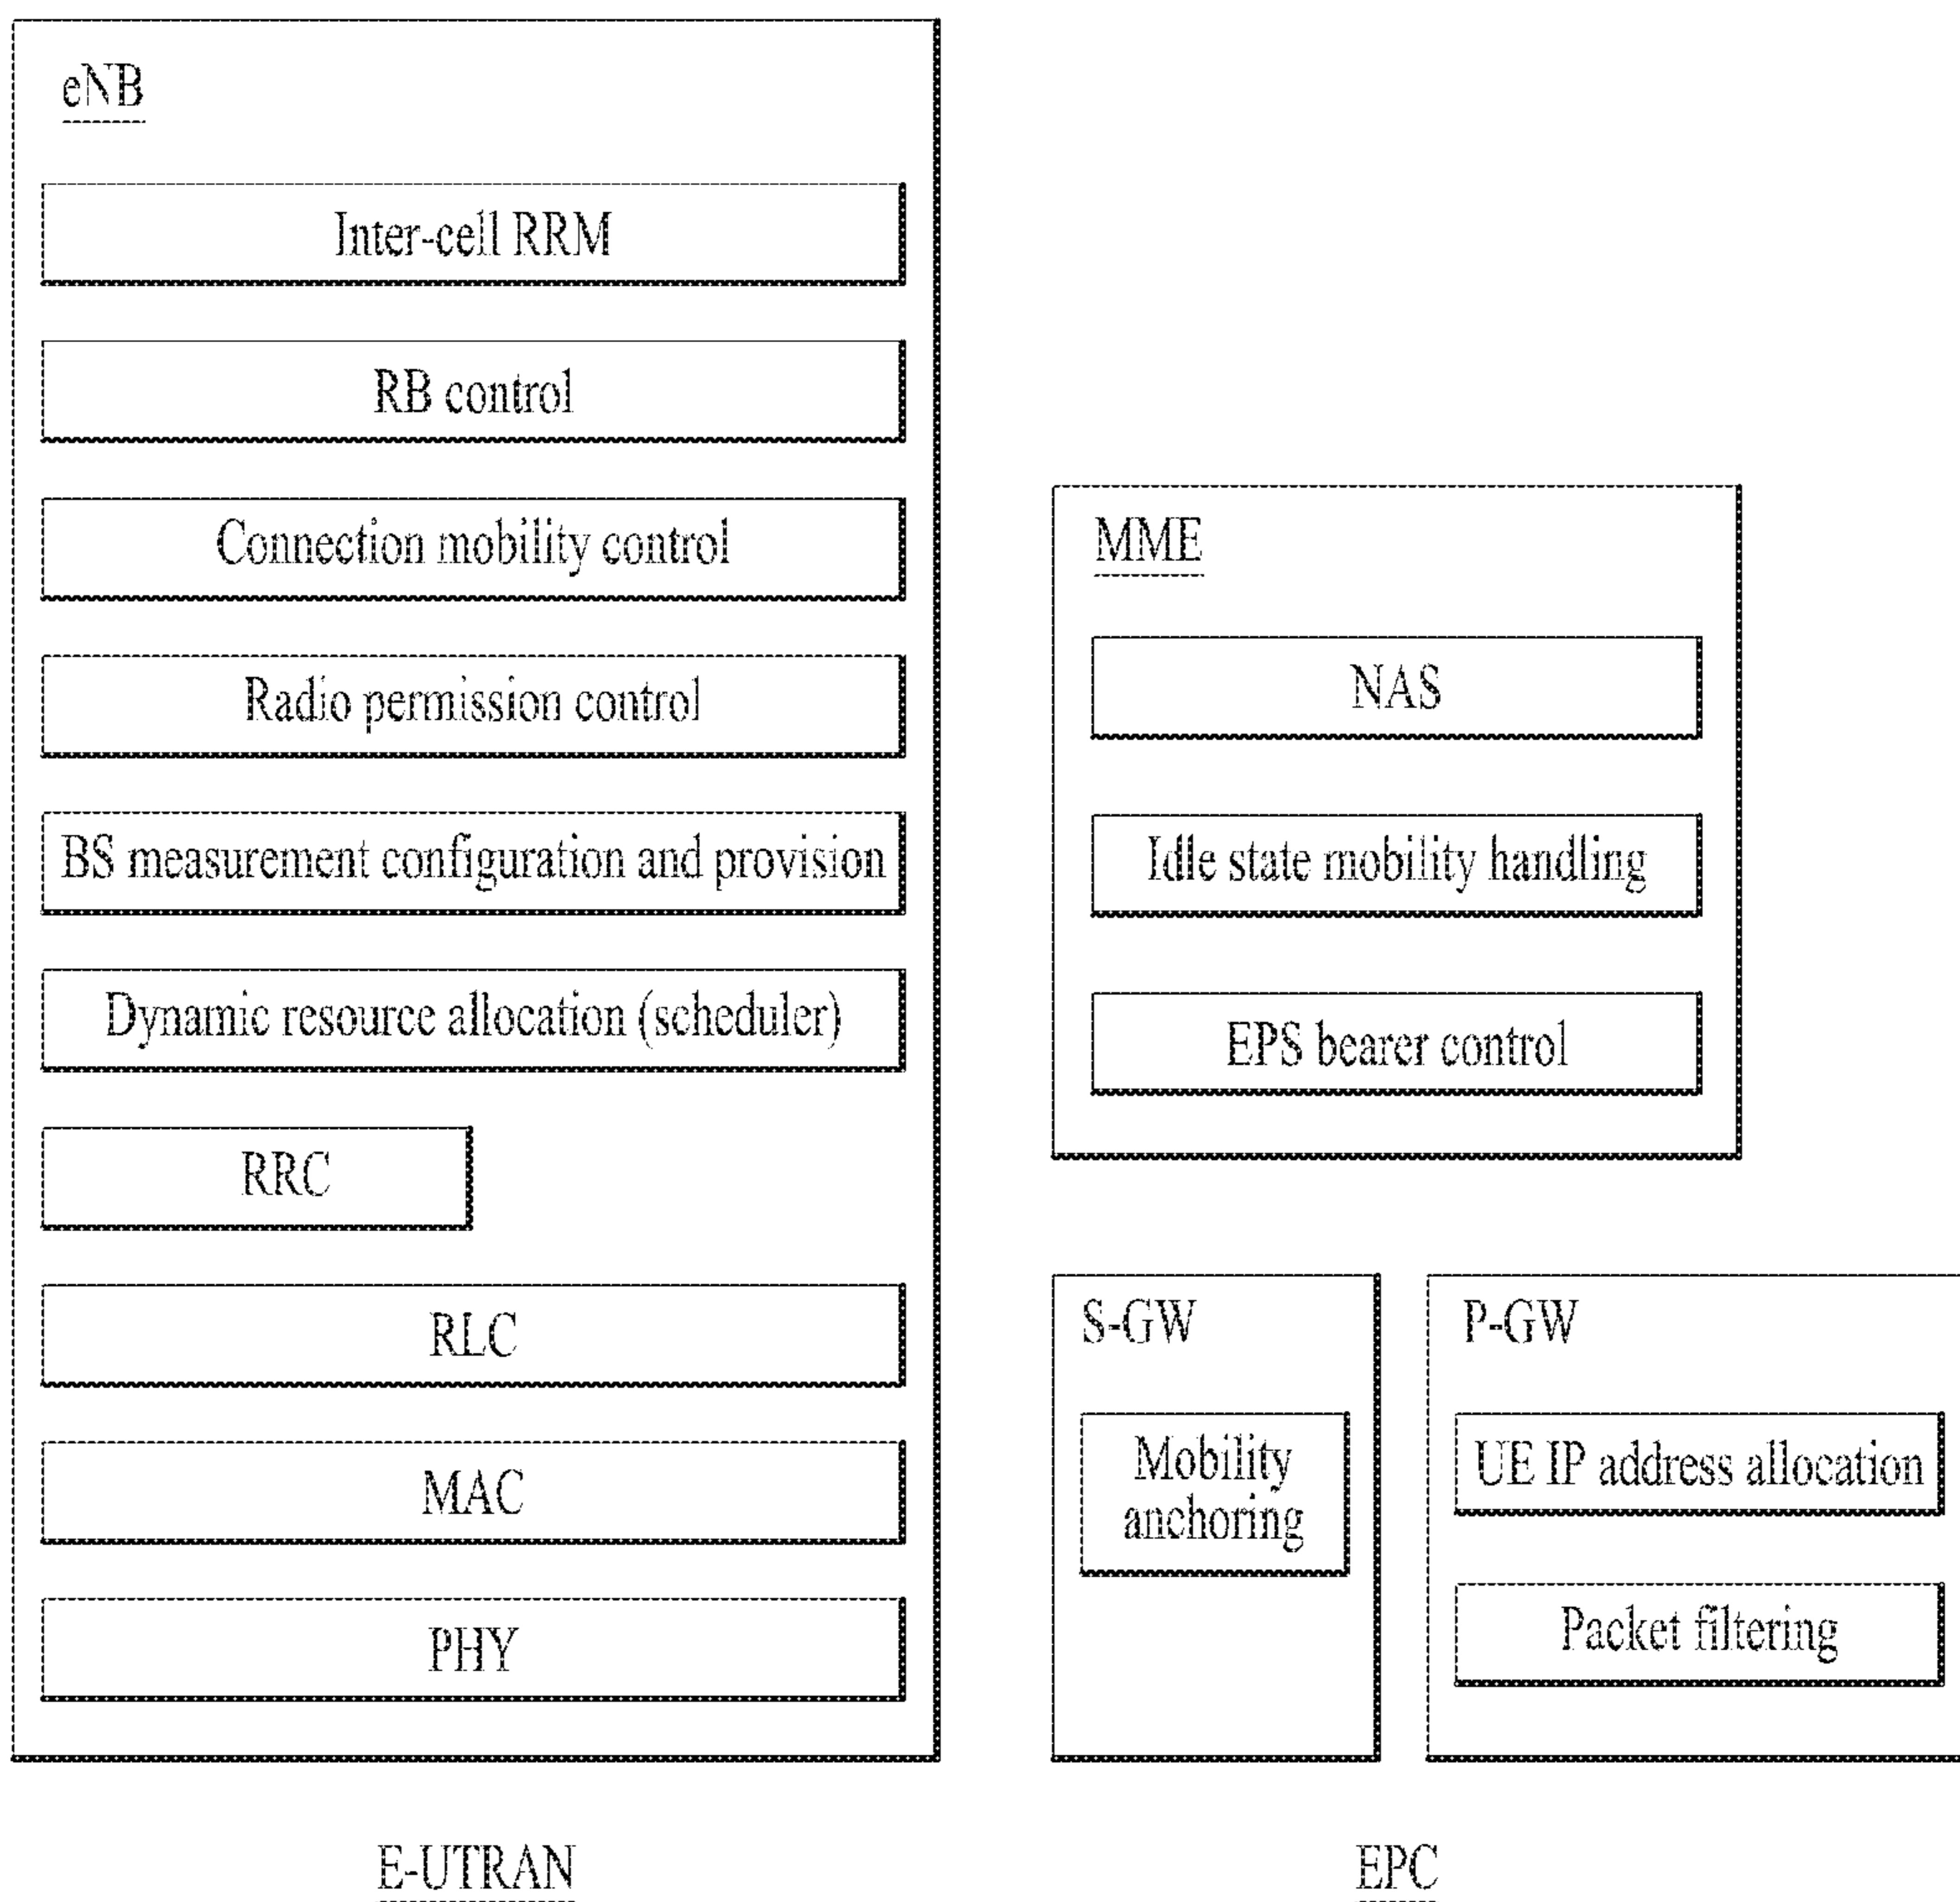 eNB
Inter-cell RRM
RB control
Connection mobility control
Radio permission control
BS measurement configuration and provision
Dynamic resource allocation (scheduler)
RRC
RLC
MAC
PHY
E-UTRAN
MME
NAS
Idle state mobility handling
EPS bearer control
S-GW
Mobility
anchoring
P-GW
UE IP address allocation
Packet filtering
EPC